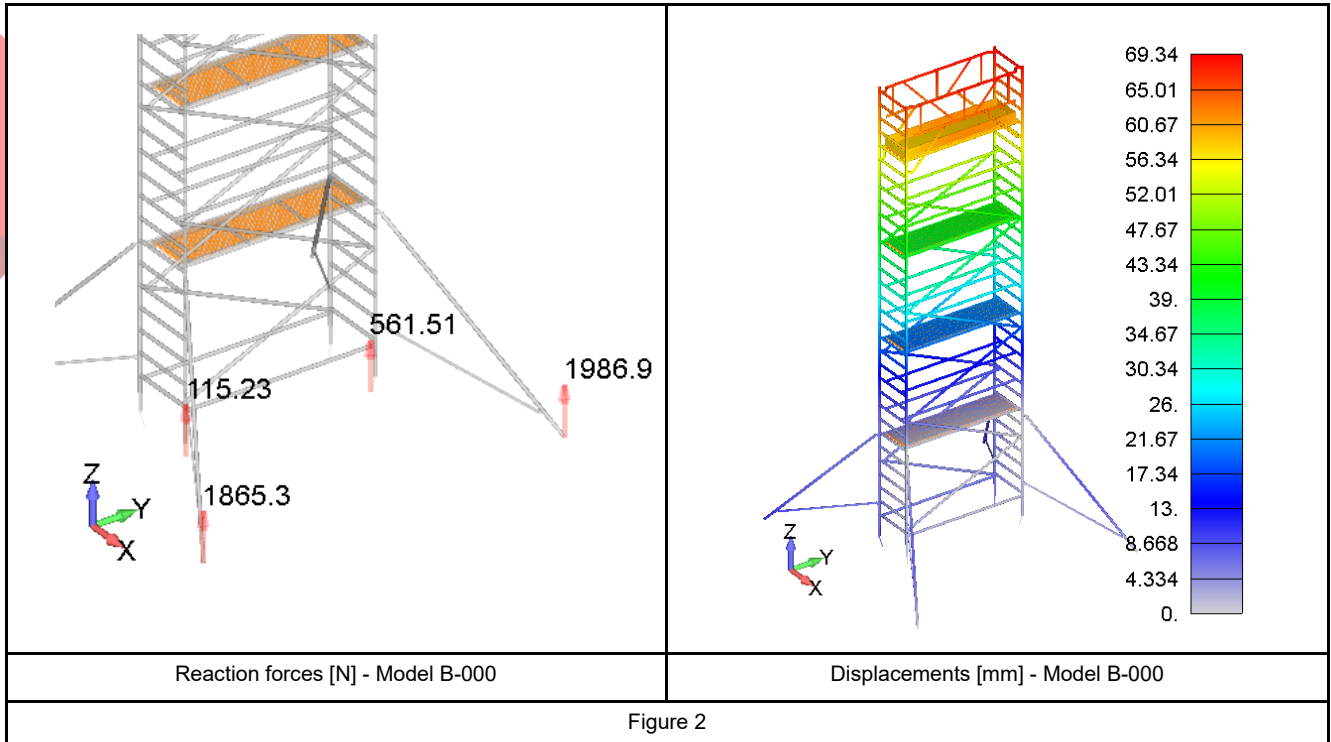 561.51
1986.9
115.23
1865.3
Z
Y
X
Reaction forces [N] - Model B-000
69.34
65.01
60.67
56.34
52.01
47.67
43.34
39.
34.67
30.34
26.
21.67
17.34
13.
8.668
4.334
0.
Z
Y
X
Displacements [mm] - Model B-000
Figure 2